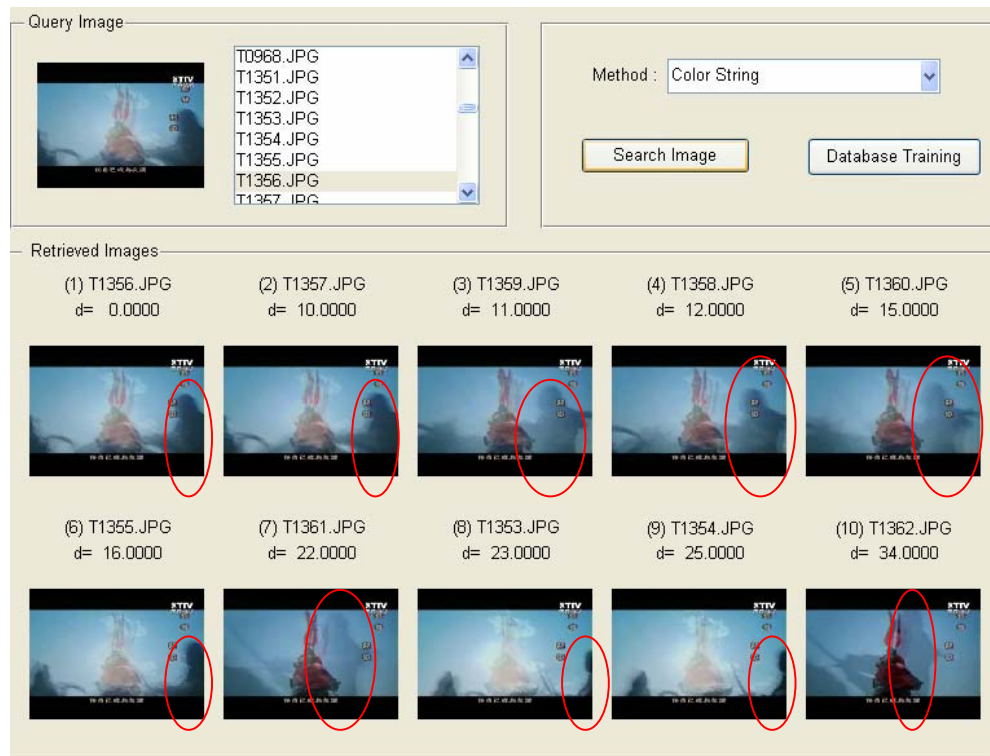 Query Image
T0968.JPG
T1351.JPG
T1352.JPG
T1353.JPG
T1354.JPG
T1355.JPG
T1356.JPG
T1357.JPG
Method : Color String
Search Image
Database Training
Retrieved Images
(1) T1356.JPG
d= 0.0000
(2) T1357.JPG
d= 10.0000
(3) T1359.JPG
d= 11.0000
(4) T1358.JPG
d= 12.0000
(5) T1360.JPG
d= 15.0000
(6) T1355.JPG
d= 16.0000
(7) T1361.JPG
d= 22.0000
(8) T1353.JPG
d= 23.0000
(9) T1354.JPG
d= 25.0000
(10) T1362.JPG
d= 34.0000